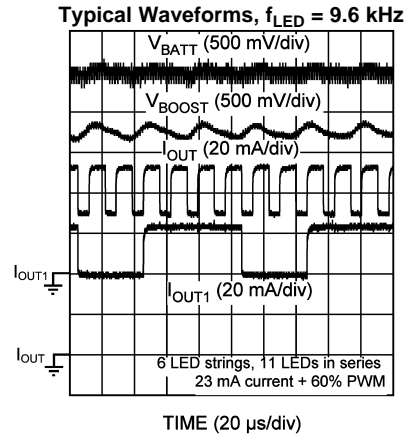 Typical Waveforms, fLED = 9.6 kHz
VBATT (500 mV/div)
VBOOST (500 mV/div)
IOUT (20 mA/div)
IOUT1
IOUT1 (20 mA/div)
IOUT
6 LED strings, 11 LEDs in series
23 mA current + 60% PWM
TIME (20 µs/div)